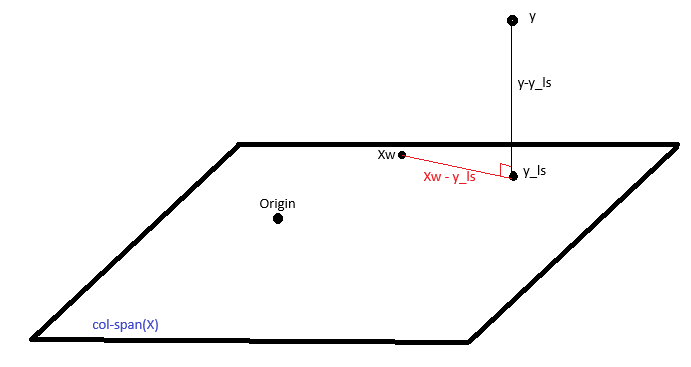 y
y-y_ls
Xw
y_ls
Xw - y_ls
Origin
col-span(X)